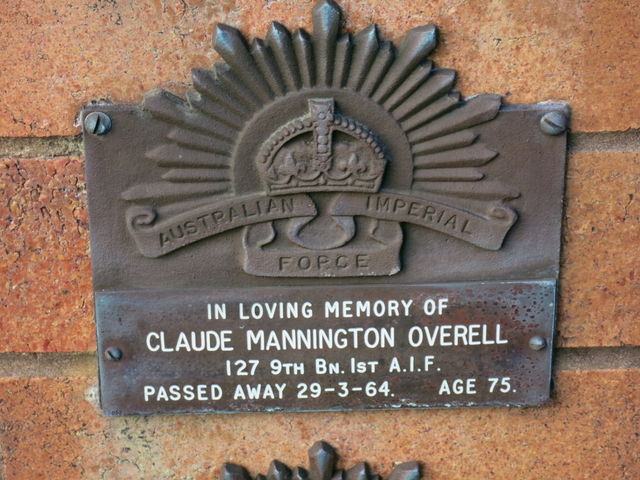 AUSTRALIAN IMPERIAL
FORCE
IN LOVING MEMORY OF
CLAUDE MANNINGTON OVERELL
127 9TH BN. 1ST A.I.F.
PASSED AWAY 29-3-64. AGE 75.